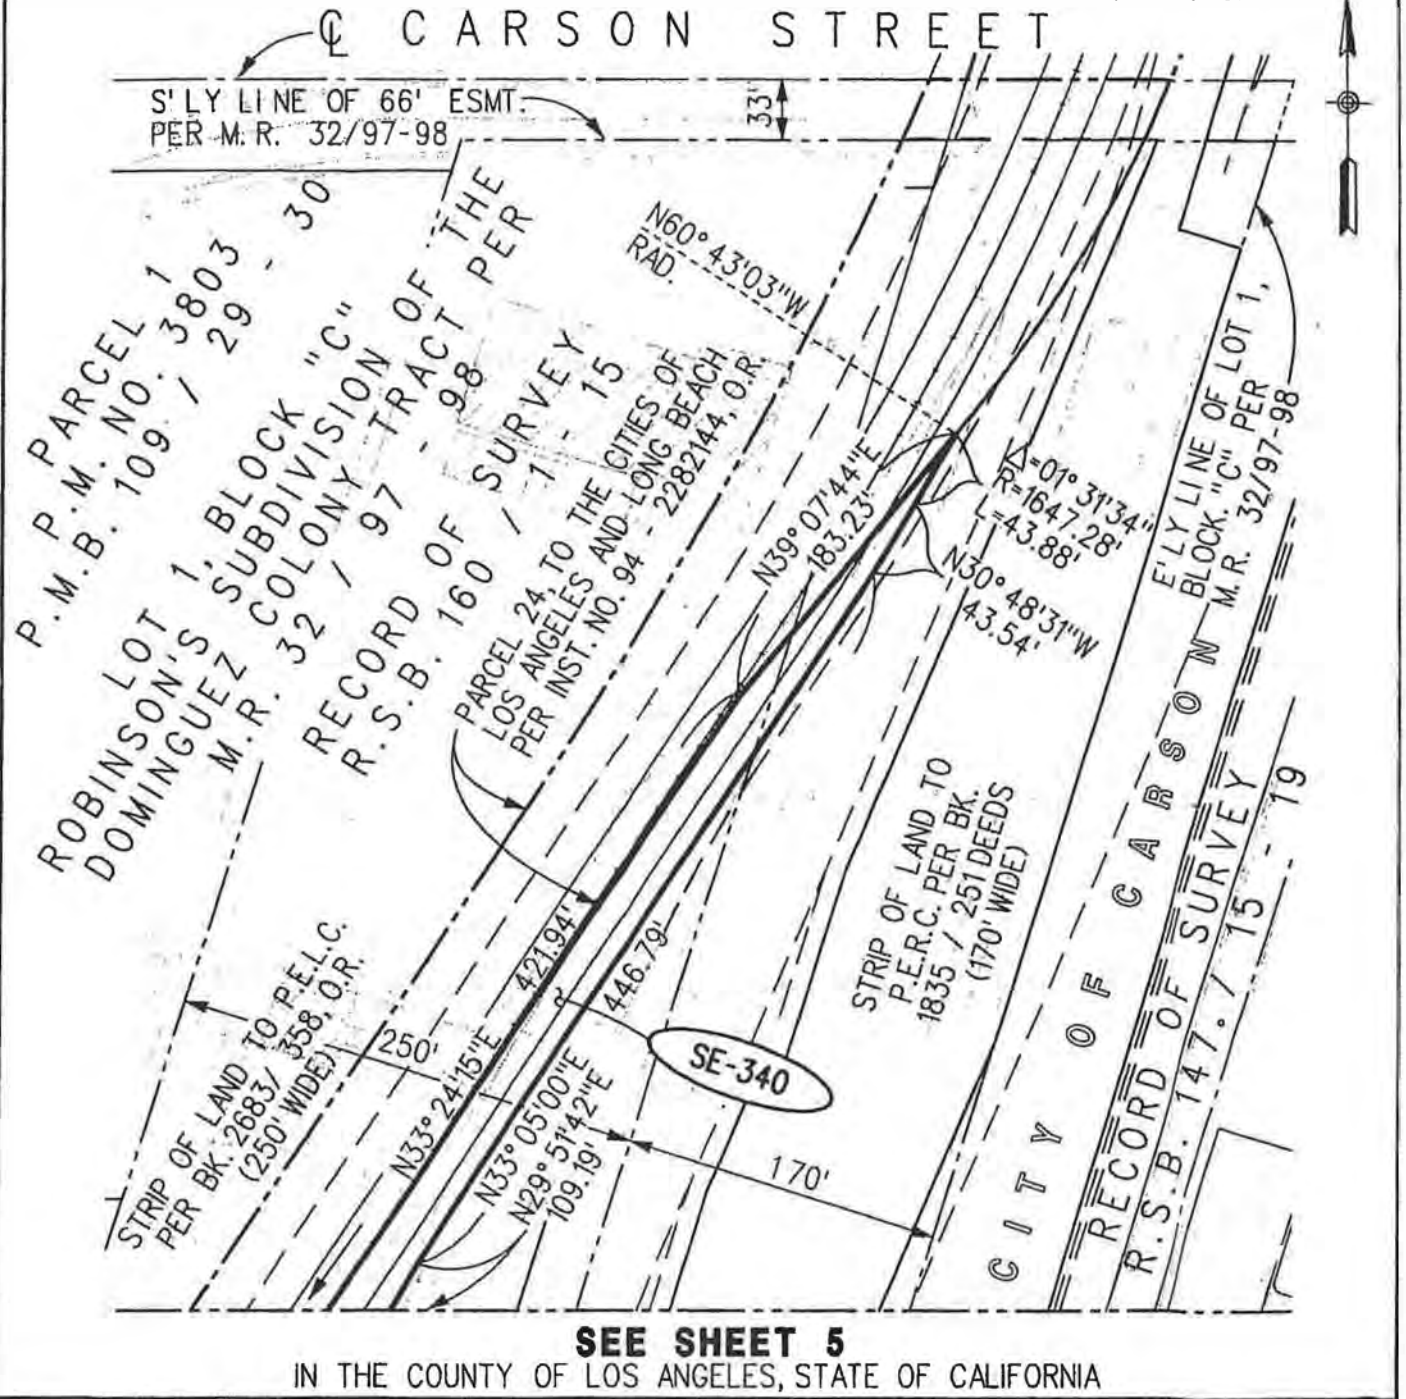 ℄ CARSON STREET
S'LY LINE OF 66' ESMT.
PER M.R. 32/97-98
33'
PARCEL 1
P.M. NO. 3803
P.M.B. 109 / 29 - 30
LOT 1, BLOCK "C"
ROBINSON'S SUBDIVISION OF THE
DOMINGUEZ COLONY TRACT PER
M.R. 32 / 97 - 98
RECORD OF SURVEY
R.S.B. 160 / 1 - 15
PARCEL 24, TO THE CITIES OF
LOS ANGELES AND LONG BEACH
PER INST. NO. 94 - 2282144, O.R.
N60°43'03"W
RAD.
N39°07'44"E
183.23'
Δ=01°31'34"
R=1647.28'
L=43.88'
N30°48'31"W
43.54'
E'LY LINE OF LOT 1,
BLOCK "C" PER
M.R. 32/97-98
STRIP OF LAND TO
P.E.R.C. PER BK.
1835 / 251 DEEDS
(170' WIDE)
CITY OF CARSON
RECORD OF SURVEY
R.S.B. 147 / 15 - 19
STRIP OF LAND TO P.E.L.C.
PER BK. 2683/ 358, O.R.
(250' WIDE)
250'
421.94'
N33°24'15"E
446.79'
N33°05'00"E
N29°51'42"E
109.19'
SE-340
170'
SEE SHEET 5
IN THE COUNTY OF LOS ANGELES, STATE OF CALIFORNIA